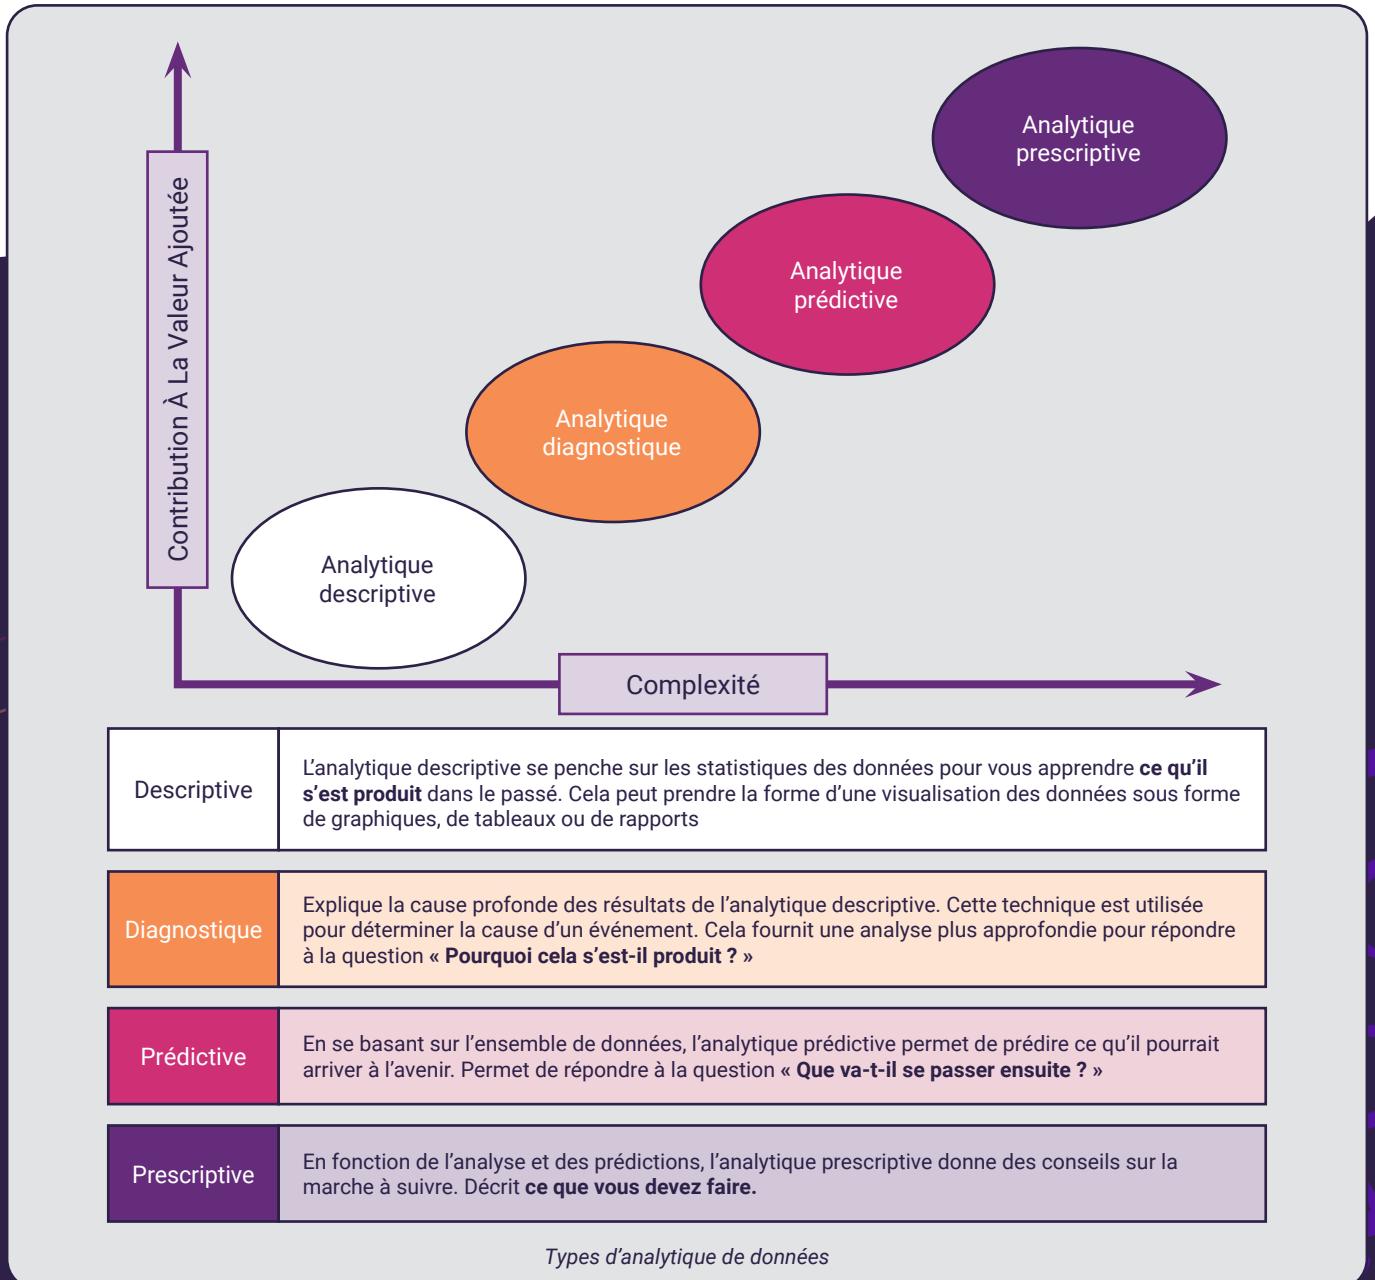 Contribution À La Valeur Ajoutée
Analytique
prescriptive
Analytique
prédictive
Analytique
diagnostique
Analytique
descriptive
Complexité
Descriptive
L’analytique descriptive se penche sur les statistiques des données pour vous apprendre ce qu’il
s’est produit dans le passé. Cela peut prendre la forme d’une visualisation des données sous forme
de graphiques, de tableaux ou de rapports
Diagnostique
Explique la cause profonde des résultats de l’analytique descriptive. Cette technique est utilisée
pour déterminer la cause d’un événement. Cela fournit une analyse plus approfondie pour répondre
à la question « Pourquoi cela s’est-il produit ? »
Prédictive
En se basant sur l’ensemble de données, l’analytique prédictive permet de prédire ce qu’il pourrait
arriver à l’avenir. Permet de répondre à la question « Que va-t-il se passer ensuite ? »
Prescriptive
En fonction de l’analyse et des prédictions, l’analytique prescriptive donne des conseils sur la
marche à suivre. Décrit ce que vous devez faire.
Types d’analytique de données